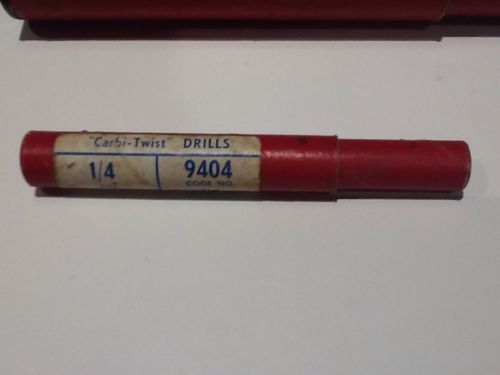 "Carbi-Twist" DRILLS
1/4 9404
CODE NO.